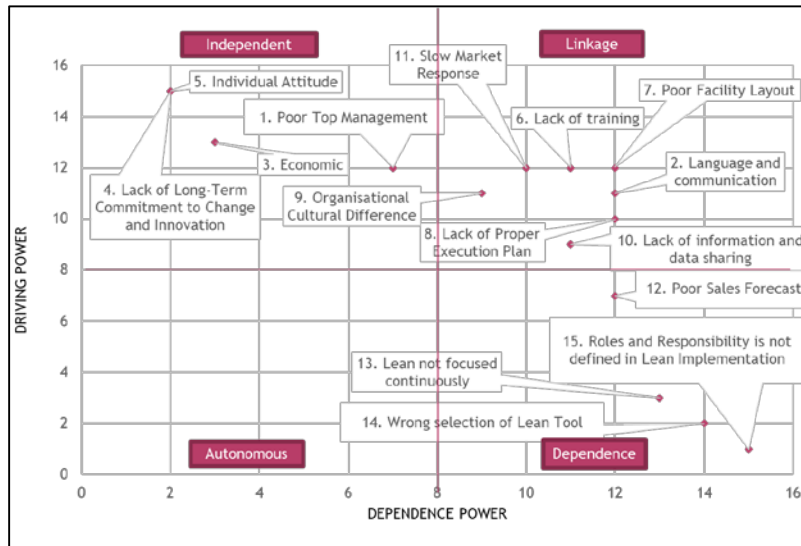 Independent
Linkage
11. Slow Market
Response
5. Individual Attitude
7. Poor Facility Layout
1. Poor Top Management
6. Lack of training
3. Economic
2. Language and
communication
4. Lack of Long-Term
Commitment to Change
and Innovation
9. Organisational
Cultural Difference
8. Lack of Proper
Execution Plan
10. Lack of information and
data sharing
12. Poor Sales Forecast
15. Roles and Responsibility is not
defined in Lean Implementation
13. Lean not focused
continuously
14. Wrong selection of Lean Tool
Autonomous
Dependence
DRIVING POWER
16
14
12
10
8
6
4
2
0
0 2 4 6 8 10 12 14 16
DEPENDENCE POWER